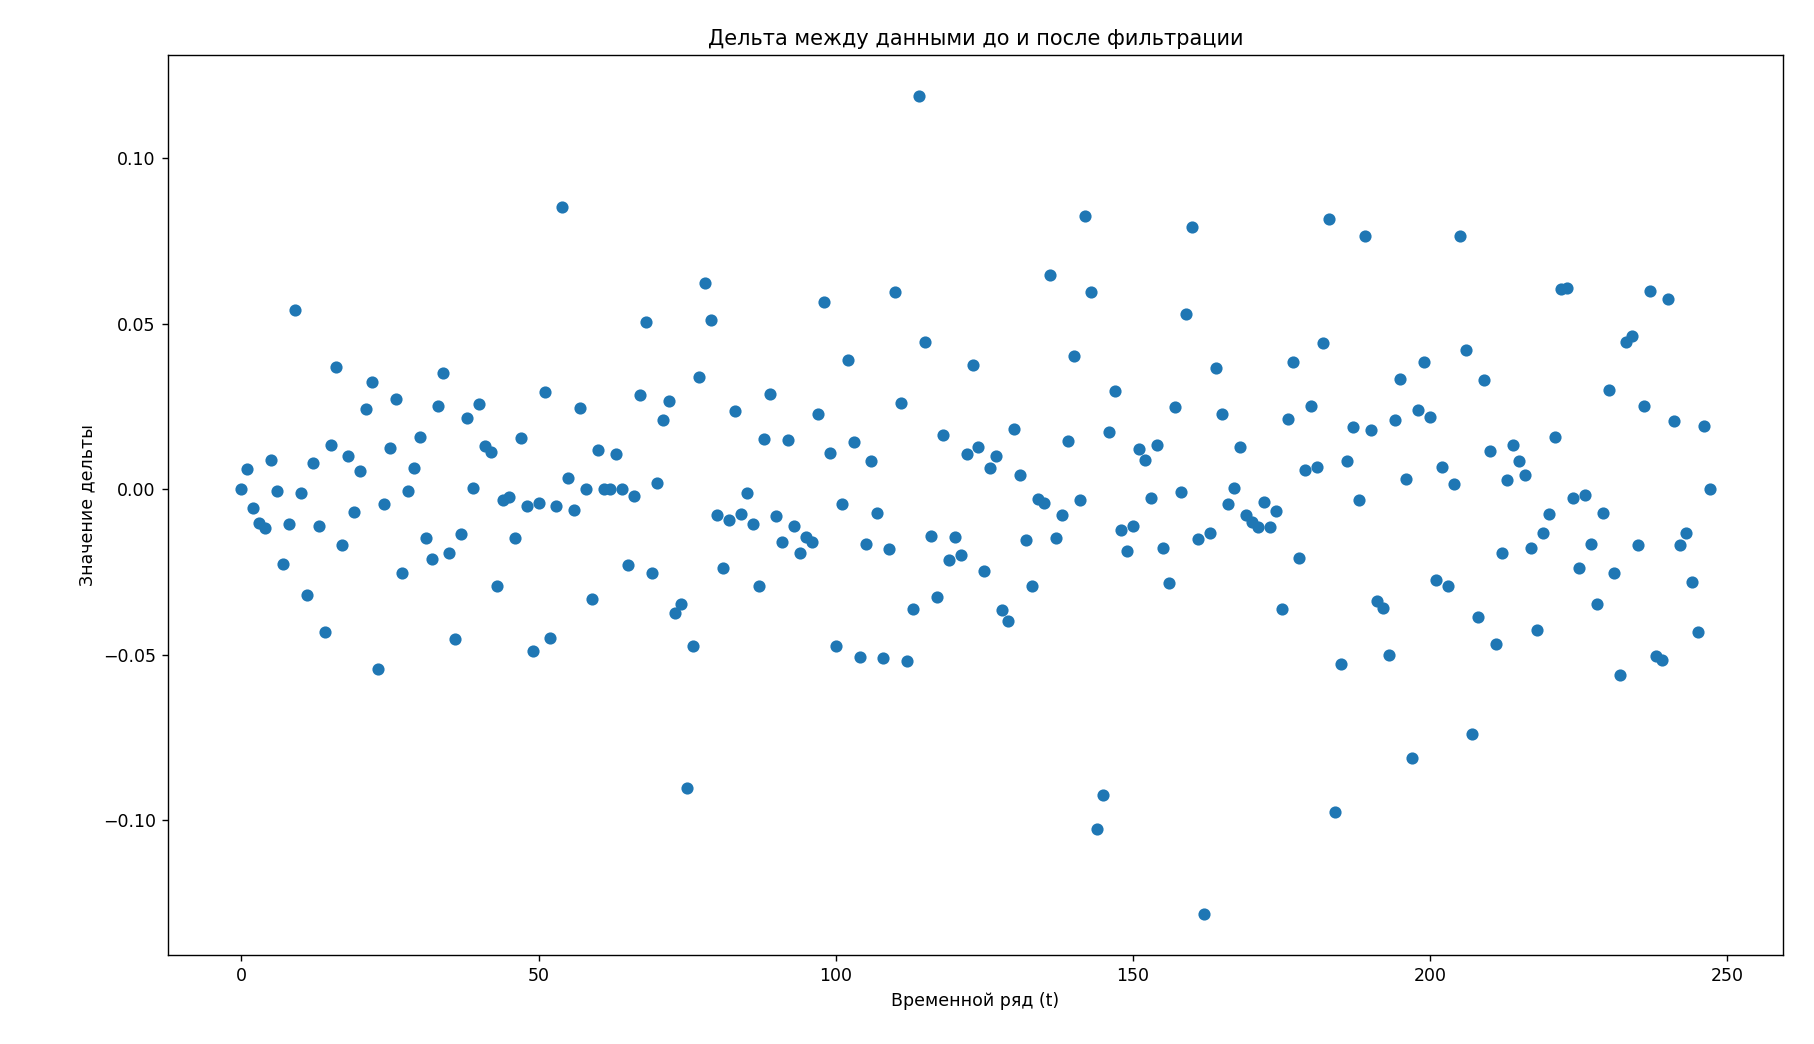 Дельта между данными до и после фильтрации
Значение дельты
0.10
0.05
0.00
−0.05
−0.10
0 50 100 150 200 250
Временной ряд (t)